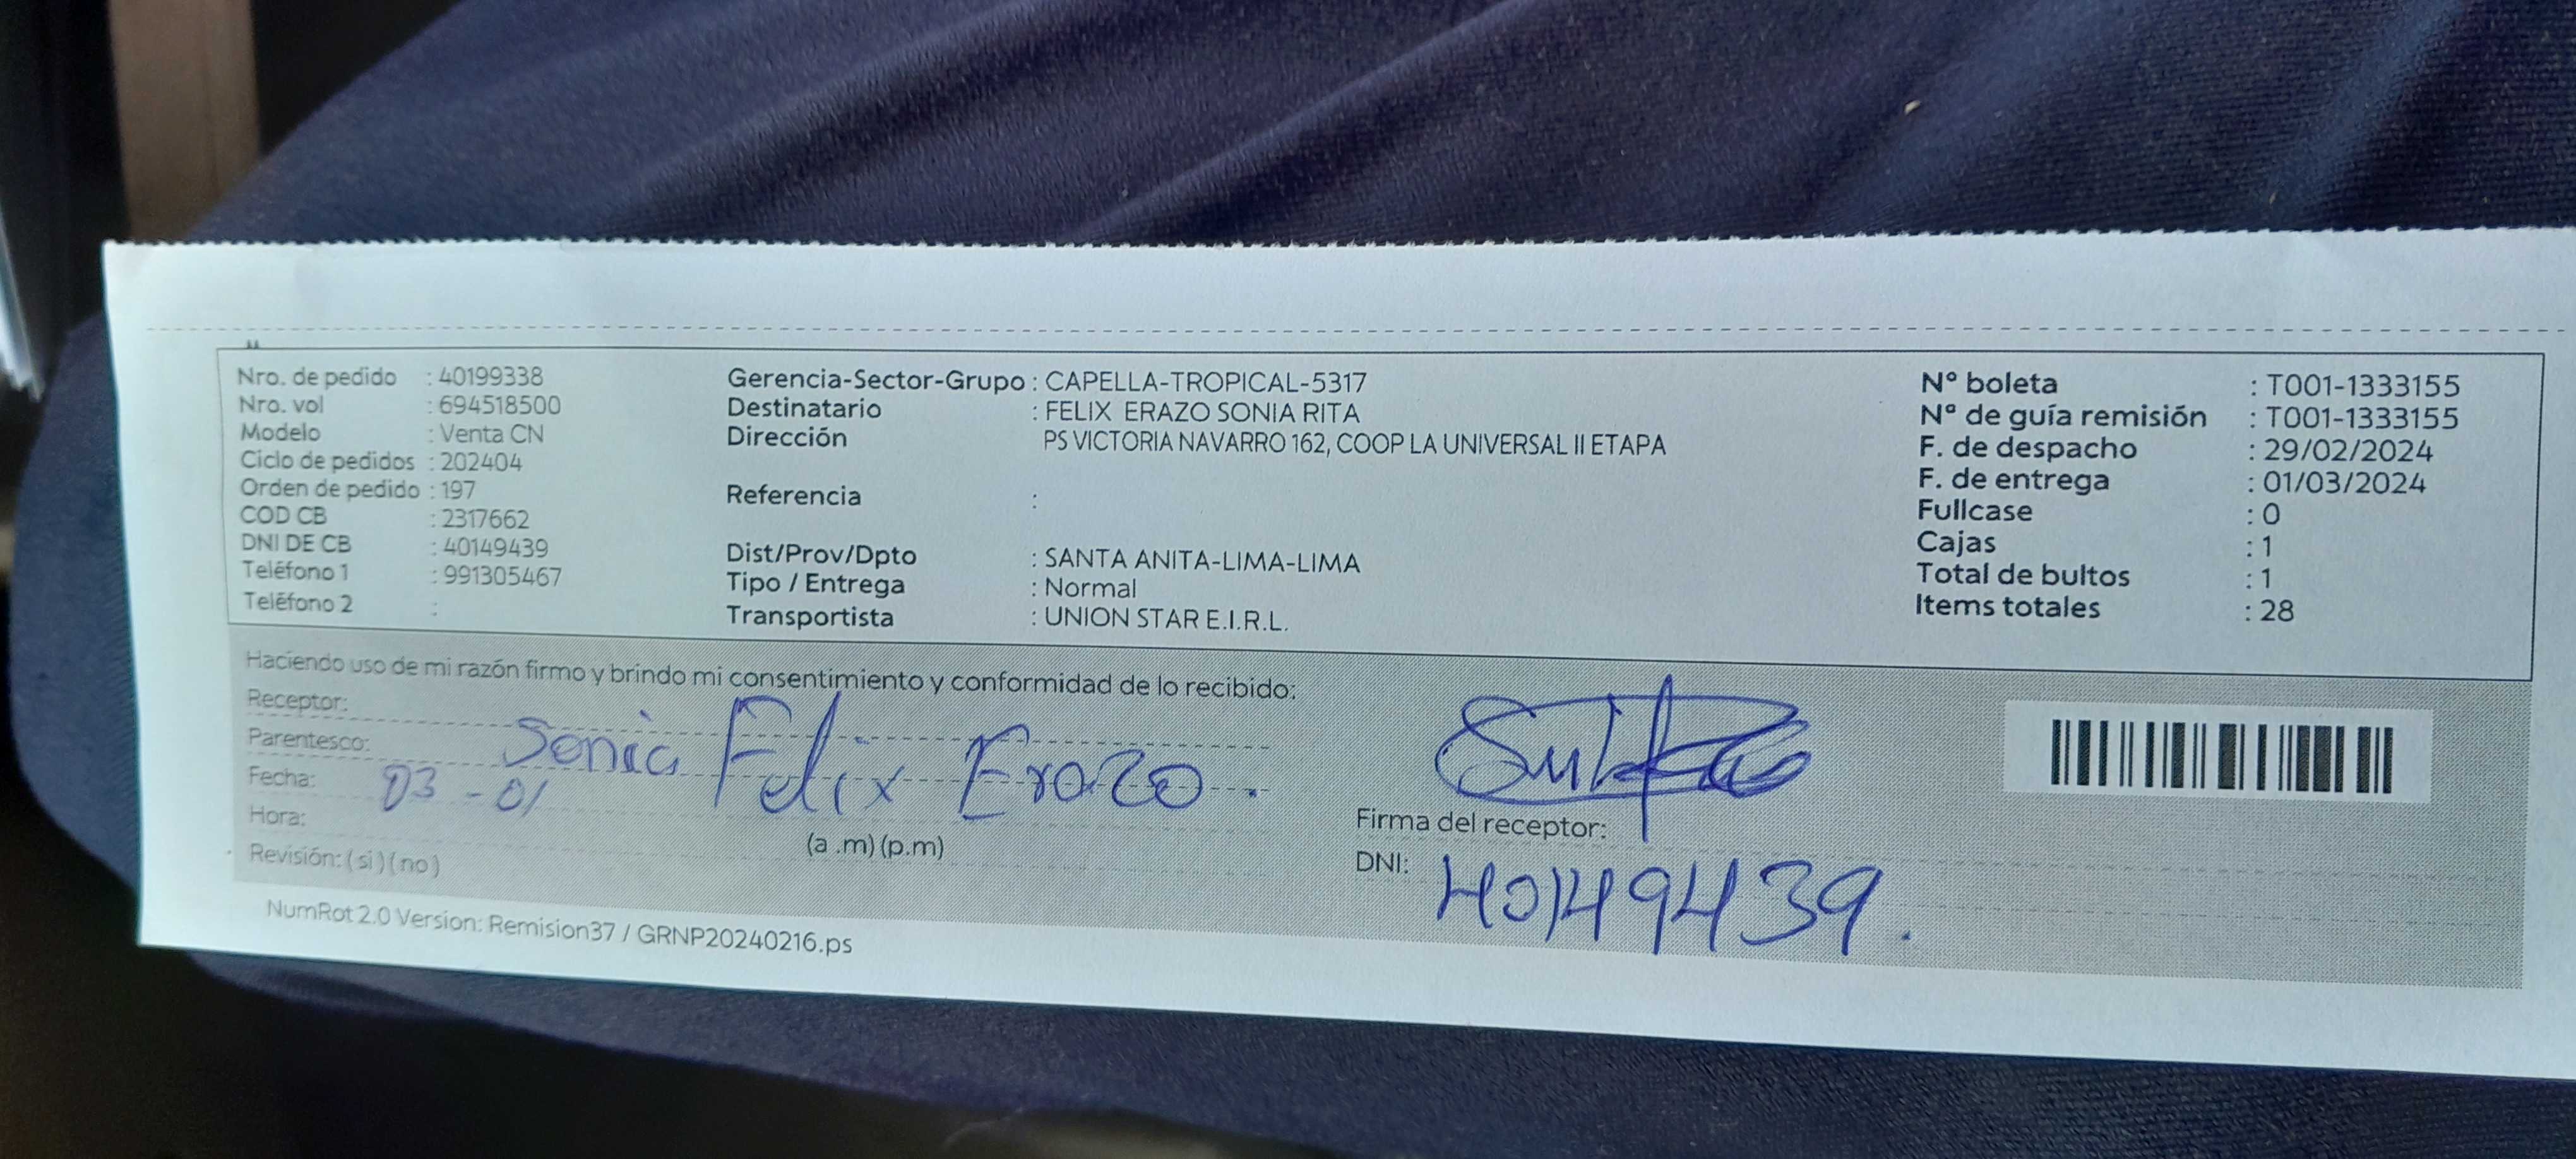 Nro. de pedido : 40199338
Nro. vol : 694518500
Modelo : Venta CN
Ciclo de pedidos : 202404
Orden de pedido : 197
COD CB : 2317662
DNI DE CB : 40149439
Teléfono 1 : 991305467
Teléfono 2 :
Gerencia-Sector-Grupo : CAPELLA-TROPICAL-5317
Destinatario : FELIX ERAZO SONIA RITA
Dirección PS VICTORIA NAVARRO 162, COOP LA UNIVERSAL II ETAPA
Referencia :
Dist/Prov/Dpto : SANTA ANITA-LIMA-LIMA
Tipo / Entrega : Normal
Transportista : UNION STAR E.I.R.L.
N° boleta : T001-1333155
Nª de guía remisión : T001-1333155
F. de despacho : 29/02/2024
F. de entrega : 01/03/2024
Fullcase : 0
Cajas : 1
Total de bultos : 1
Items totales : 28
Haciendo uso de mi razón firmo y brindo mi consentimiento y conformidad de lo recibido:
Receptor:
Parentesco: Sonia Felix Erazo.
Fecha: 03-01
Hora: (a .m) (p.m)
Revisión: ( si ) ( no )
Firma del receptor:
DNI: 40149439.
NumRot 2.0 Version: Remision37 / GRNP20240216.ps